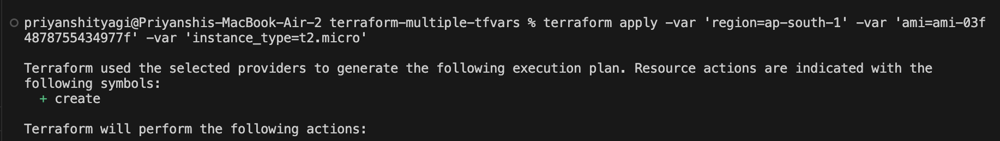 priyanshityagi@Priyanshis-MacBook-Air-2 terraform-multiple-tfvars % terraform apply -var 'region=ap-south-1' -var 'ami=ami-03f
4878755434977f' -var 'instance_type=t2.micro'
Terraform used the selected providers to generate the following execution plan. Resource actions are indicated with the
following symbols:
+ create
Terraform will perform the following actions: